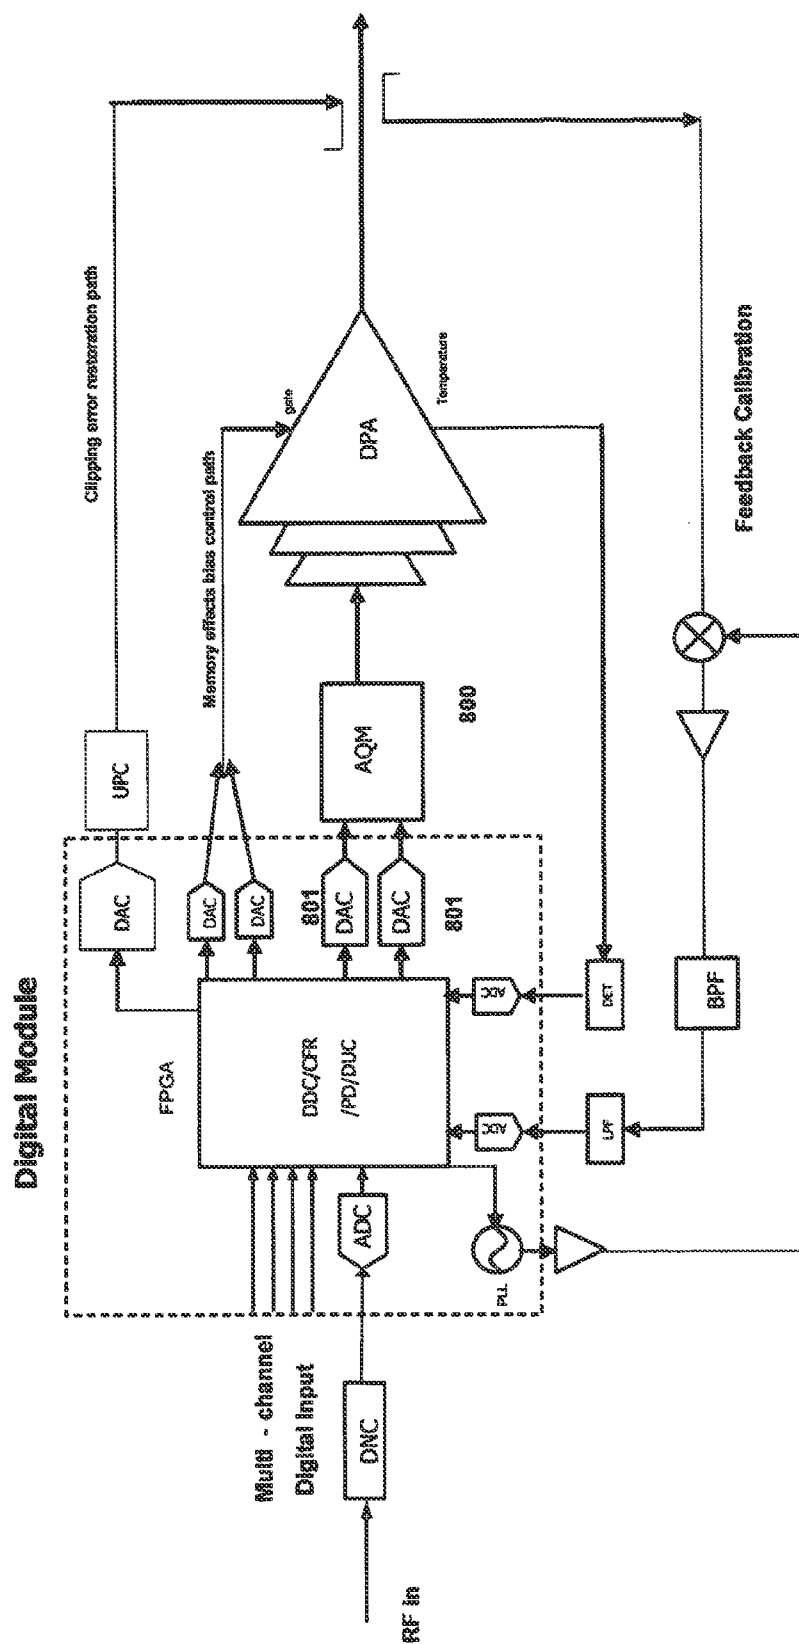 Digital Module
Clipping error restoration path
Memory effects bias control path
UPC
DAC
DAC
DAC
801
DAC
DAC
801
AQM
800
gate
DPA
Temperature
FPGA
DDC/CFR
/PD/DUC
DET
LPF
BPF
Feedback Calibration
ADC
PLL
Multi - channel
Digital Input
DNC
RF in